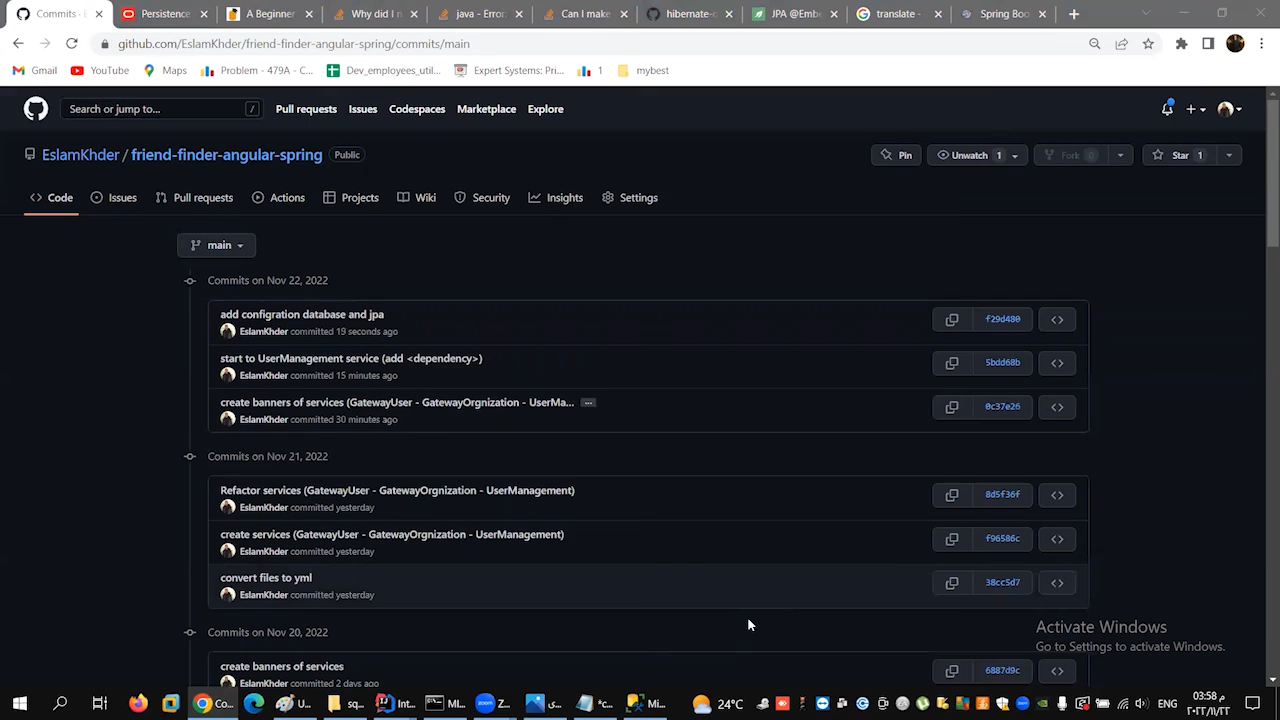 Commits · E
Persistence
A Beginner
Why did I n
java - Error:
Can I make
hibernate-o
JPA @Embe
translate -
Spring Boo
github.com/EslamKhder/friend-finder-angular-spring/commits/main
Gmail
YouTube
Maps
Problem - 479A - C...
Dev_employees_util...
Expert Systems: Pri...
1
mybest
Search or jump to...
/
Pull requests
Issues
Codespaces
Marketplace
Explore
EslamKhder / friend-finder-angular-spring
Public
Pin
Unwatch 1
Fork 0
Star 1
Code
Issues
Pull requests
Actions
Projects
Wiki
Security
Insights
Settings
main
Commits on Nov 22, 2022
add configration database and jpa
EslamKhder committed 19 seconds ago
f29d480
start to UserManagement service (add <dependency>)
EslamKhder committed 15 minutes ago
5bdd68b
create banners of services (GatewayUser - GatewayOrgnization - UserMa... ...
EslamKhder committed 30 minutes ago
0c37e26
Commits on Nov 21, 2022
Refactor services (GatewayUser - GatewayOrgnization - UserManagement)
EslamKhder committed yesterday
8d5f36f
create services (GatewayUser - GatewayOrgnization - UserManagement)
EslamKhder committed yesterday
f96586c
convert files to yml
EslamKhder committed yesterday
38cc5d7
Commits on Nov 20, 2022
create banners of services
EslamKhder committed 2 days ago
6887d9c
Activate Windows
Go to Settings to activate Windows.
Co...
U...
sq...
Int...
MI...
Z...
*c...
Mi...
24°C
ENG
03:58 م